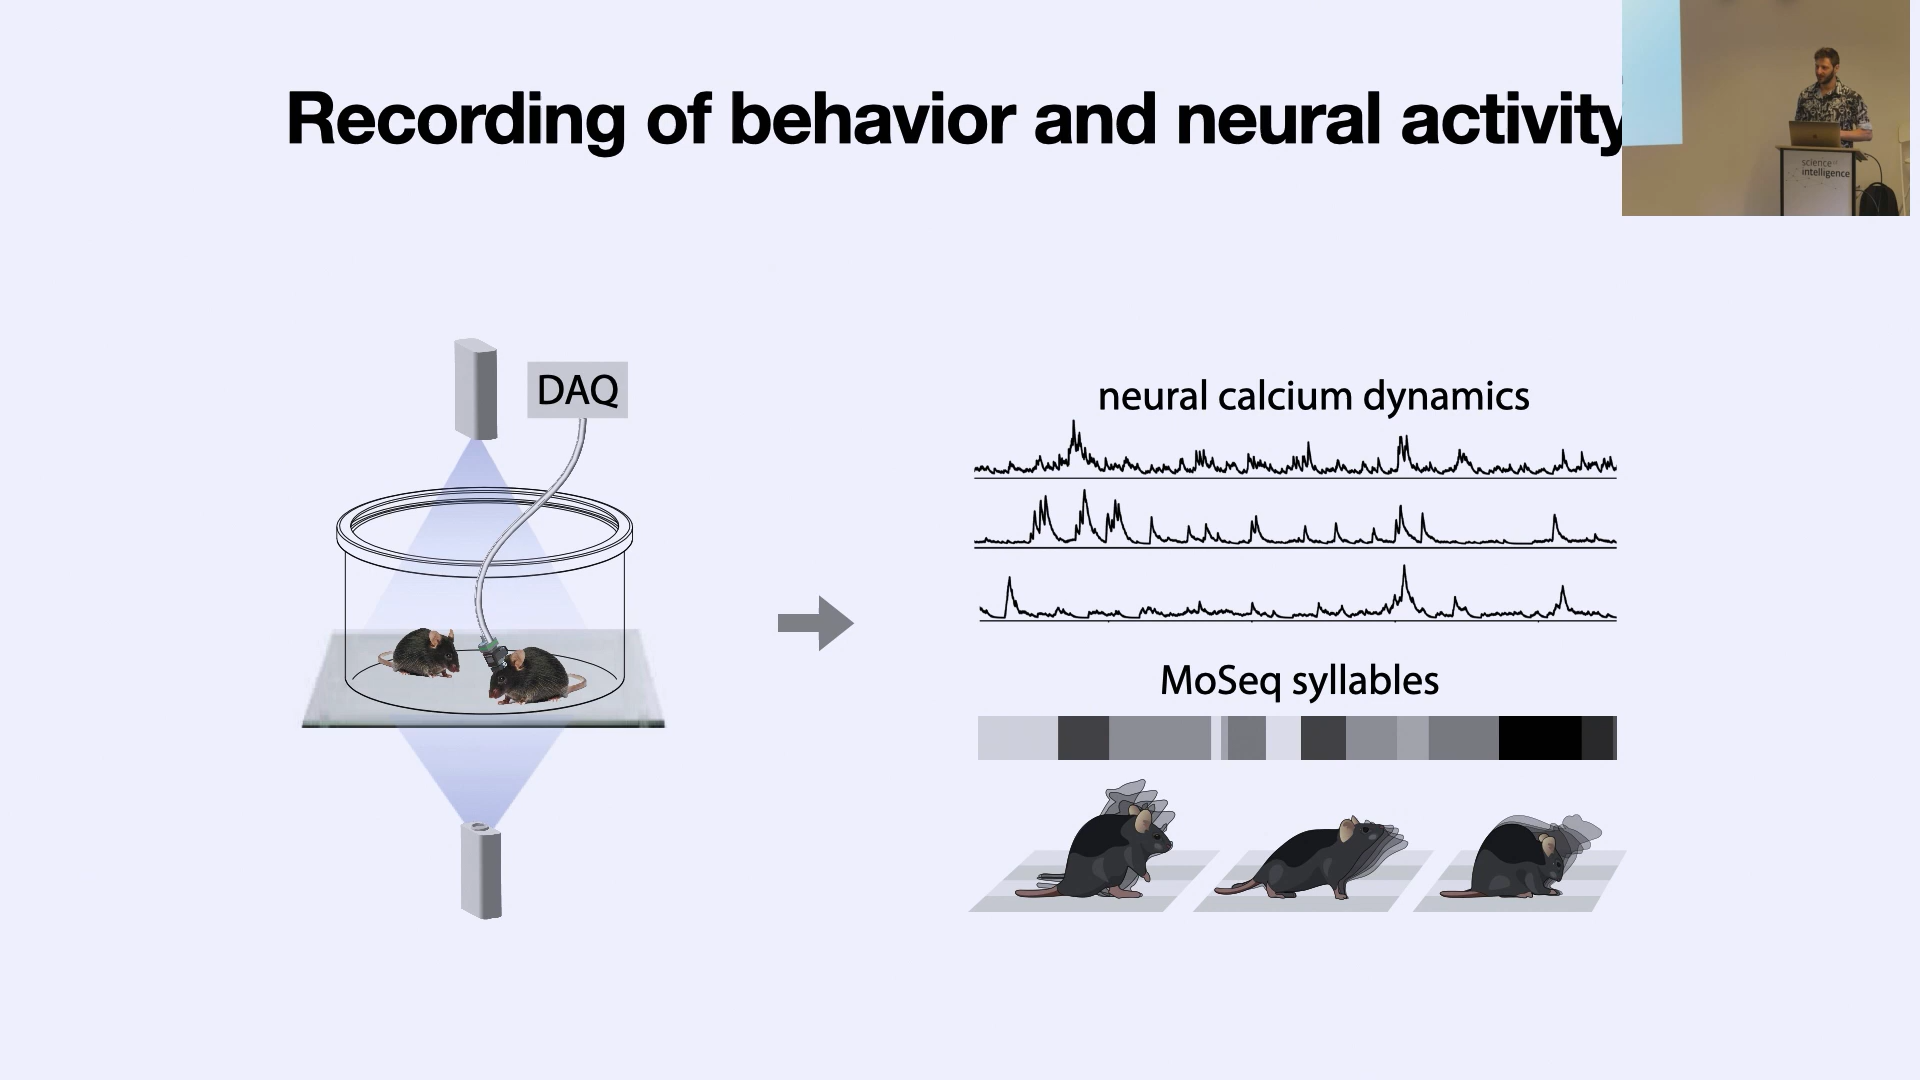 Recording of behavior and neural activity
DAQ
neural calcium dynamics
MoSeq syllables
science of
intelligence